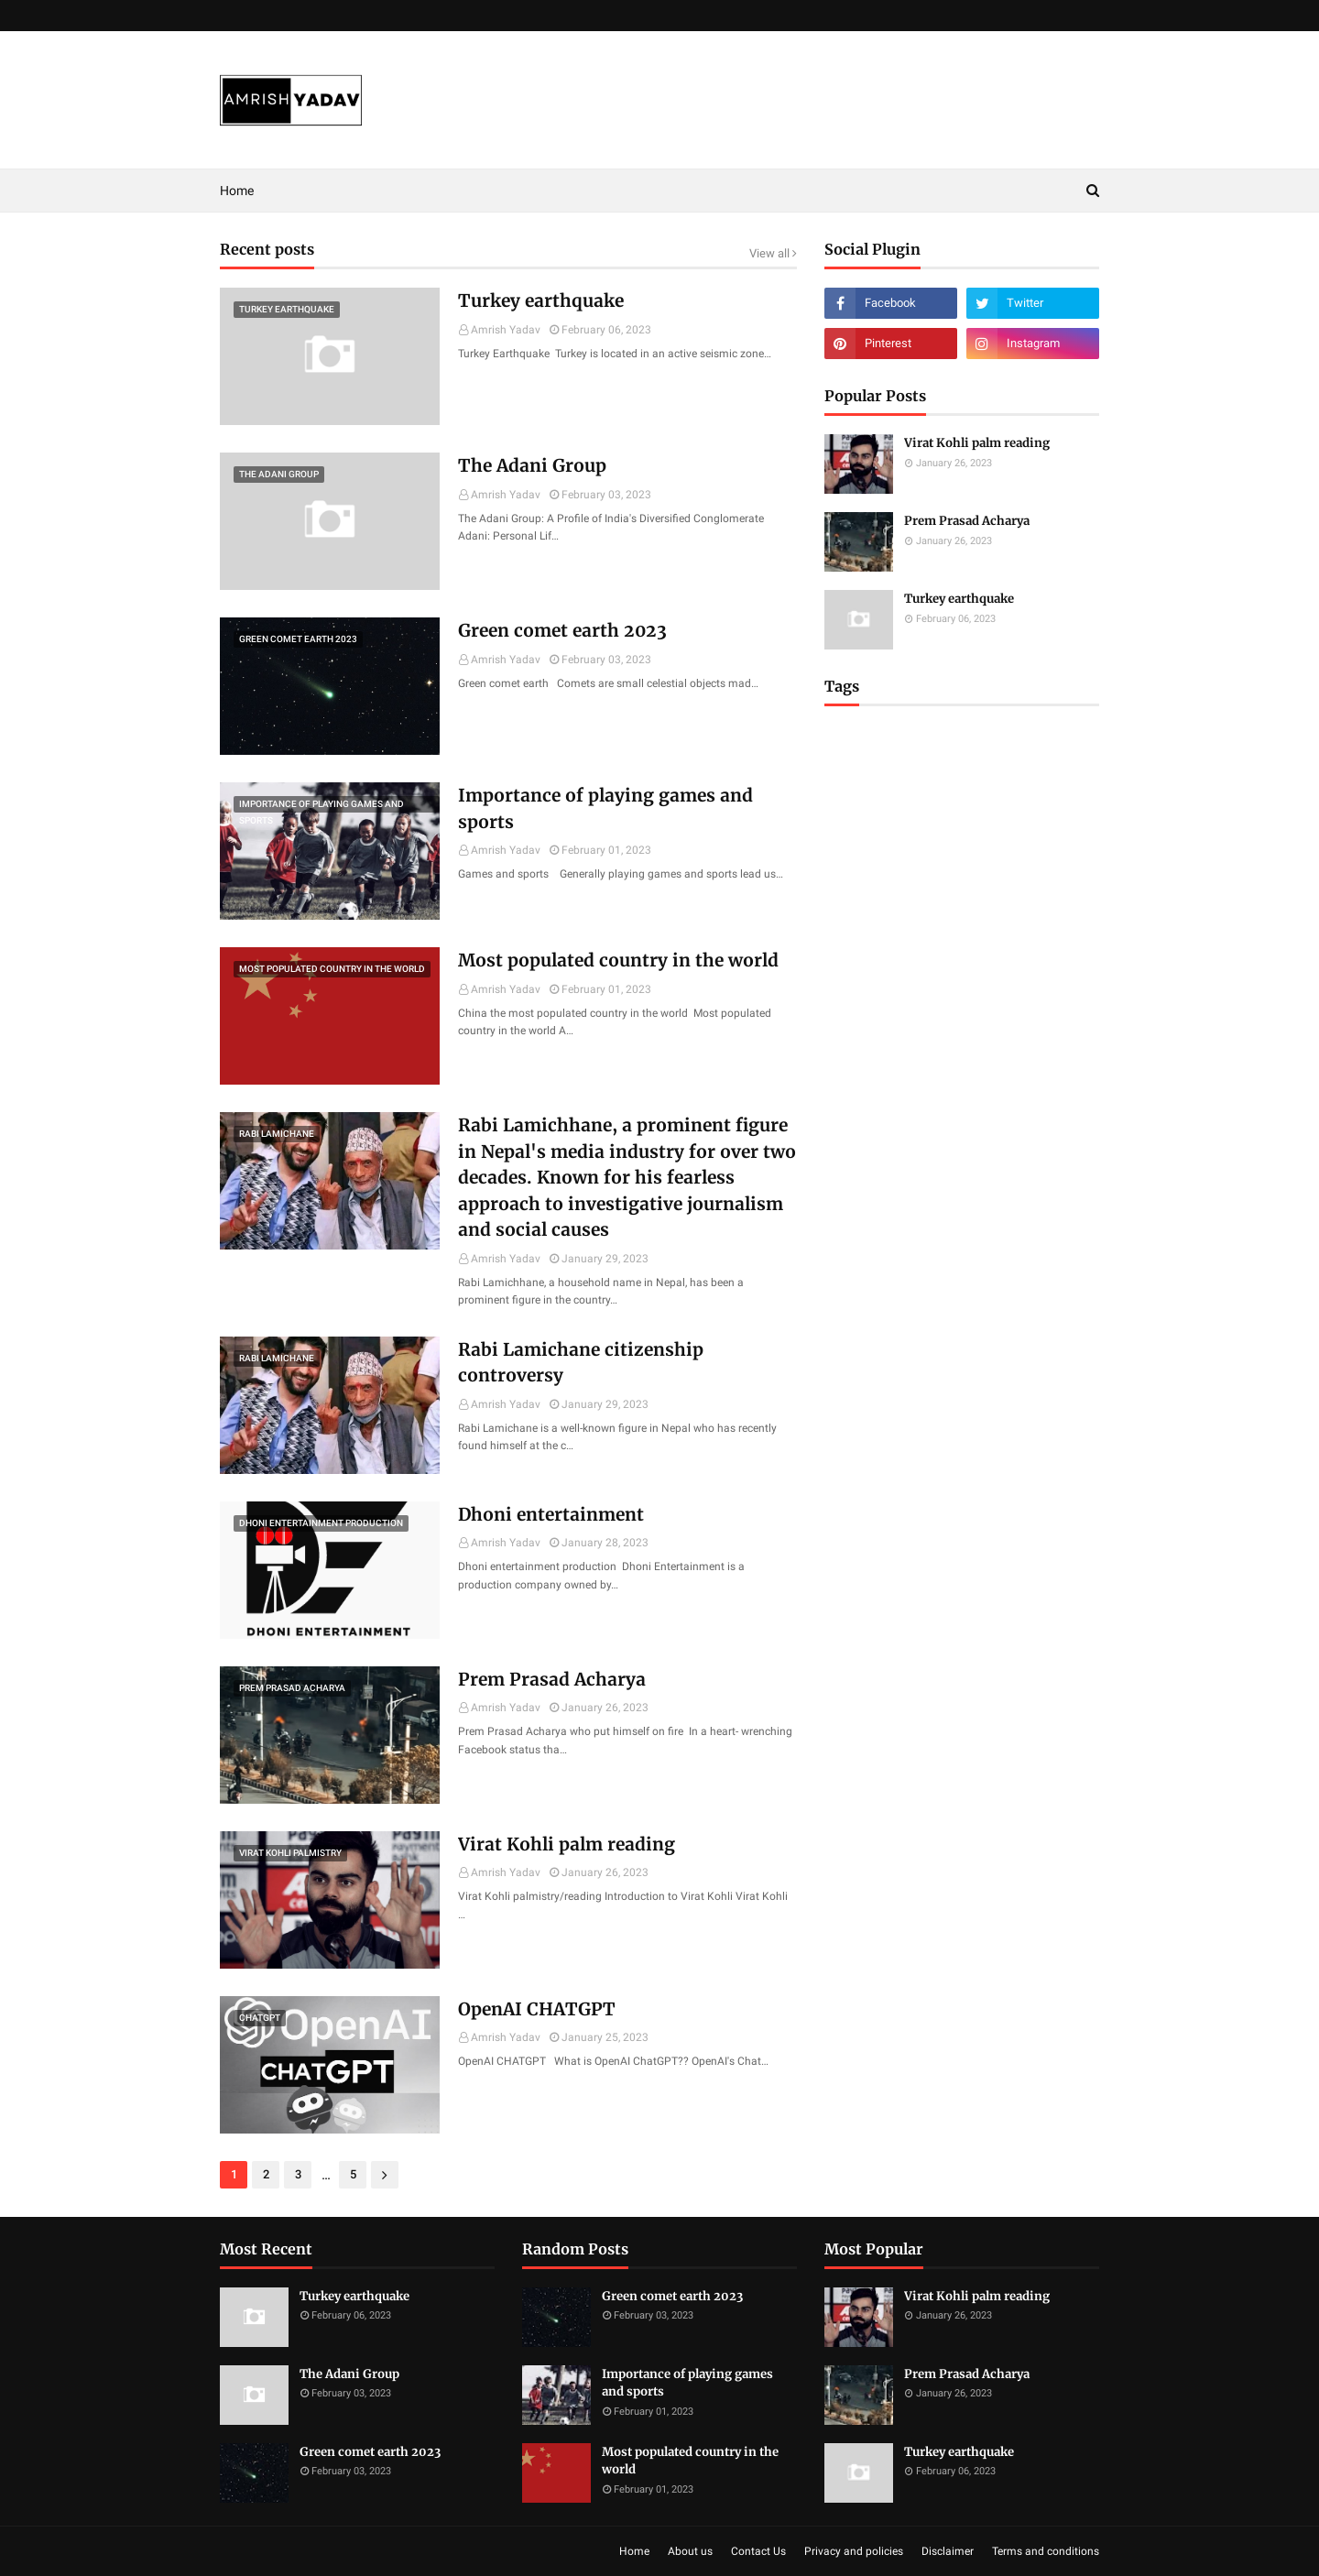 AMRISH YADAV
Home
Recent posts
View all
TURKEY EARTHQUAKE
Turkey earthquake
Amrish Yadav February 06, 2023
Turkey Earthquake Turkey is located in an active seismic zone…
THE ADANI GROUP
The Adani Group
Amrish Yadav February 03, 2023
The Adani Group: A Profile of India's Diversified Conglomerate
Adani: Personal Lif…
GREEN COMET EARTH 2023
Green comet earth 2023
Amrish Yadav February 03, 2023
Green comet earth Comets are small celestial objects mad…
IMPORTANCE OF PLAYING GAMES AND
SPORTS
Importance of playing games and
sports
Amrish Yadav February 01, 2023
Games and sports Generally playing games and sports lead us…
MOST POPULATED COUNTRY IN THE WORLD
Most populated country in the world
Amrish Yadav February 01, 2023
China the most populated country in the world Most populated
country in the world A…
RABI LAMICHANE
Rabi Lamichhane, a prominent figure
in Nepal's media industry for over two
decades. Known for his fearless
approach to investigative journalism
and social causes
Amrish Yadav January 29, 2023
Rabi Lamichhane, a household name in Nepal, has been a
prominent figure in the country…
RABI LAMICHANE
Rabi Lamichane citizenship
controversy
Amrish Yadav January 29, 2023
Rabi Lamichane is a well-known figure in Nepal who has recently
found himself at the c…
DHONI ENTERTAINMENT PRODUCTION
DHONI ENTERTAINMENT
Dhoni entertainment
Amrish Yadav January 28, 2023
Dhoni entertainment production Dhoni Entertainment is a
production company owned by…
PREM PRASAD ACHARYA
Prem Prasad Acharya
Amrish Yadav January 26, 2023
Prem Prasad Acharya who put himself on fire In a heart- wrenching
Facebook status tha…
VIRAT KOHLI PALMISTRY
Virat Kohli palm reading
Amrish Yadav January 26, 2023
Virat Kohli palmistry/reading Introduction to Virat Kohli Virat Kohli
…
CHATGPT
OpenAI
CHATGPT
OpenAI CHATGPT
Amrish Yadav January 25, 2023
OpenAI CHATGPT What is OpenAI ChatGPT?? OpenAI's Chat…
1 2 3 … 5
Social Plugin
Facebook
Twitter
Pinterest
Instagram
Popular Posts
Virat Kohli palm reading
January 26, 2023
Prem Prasad Acharya
January 26, 2023
Turkey earthquake
February 06, 2023
Tags
Most Recent
Turkey earthquake
February 06, 2023
The Adani Group
February 03, 2023
Green comet earth 2023
February 03, 2023
Random Posts
Green comet earth 2023
February 03, 2023
Importance of playing games
and sports
February 01, 2023
Most populated country in the
world
February 01, 2023
Most Popular
Virat Kohli palm reading
January 26, 2023
Prem Prasad Acharya
January 26, 2023
Turkey earthquake
February 06, 2023
Home About us Contact Us Privacy and policies Disclaimer Terms and conditions